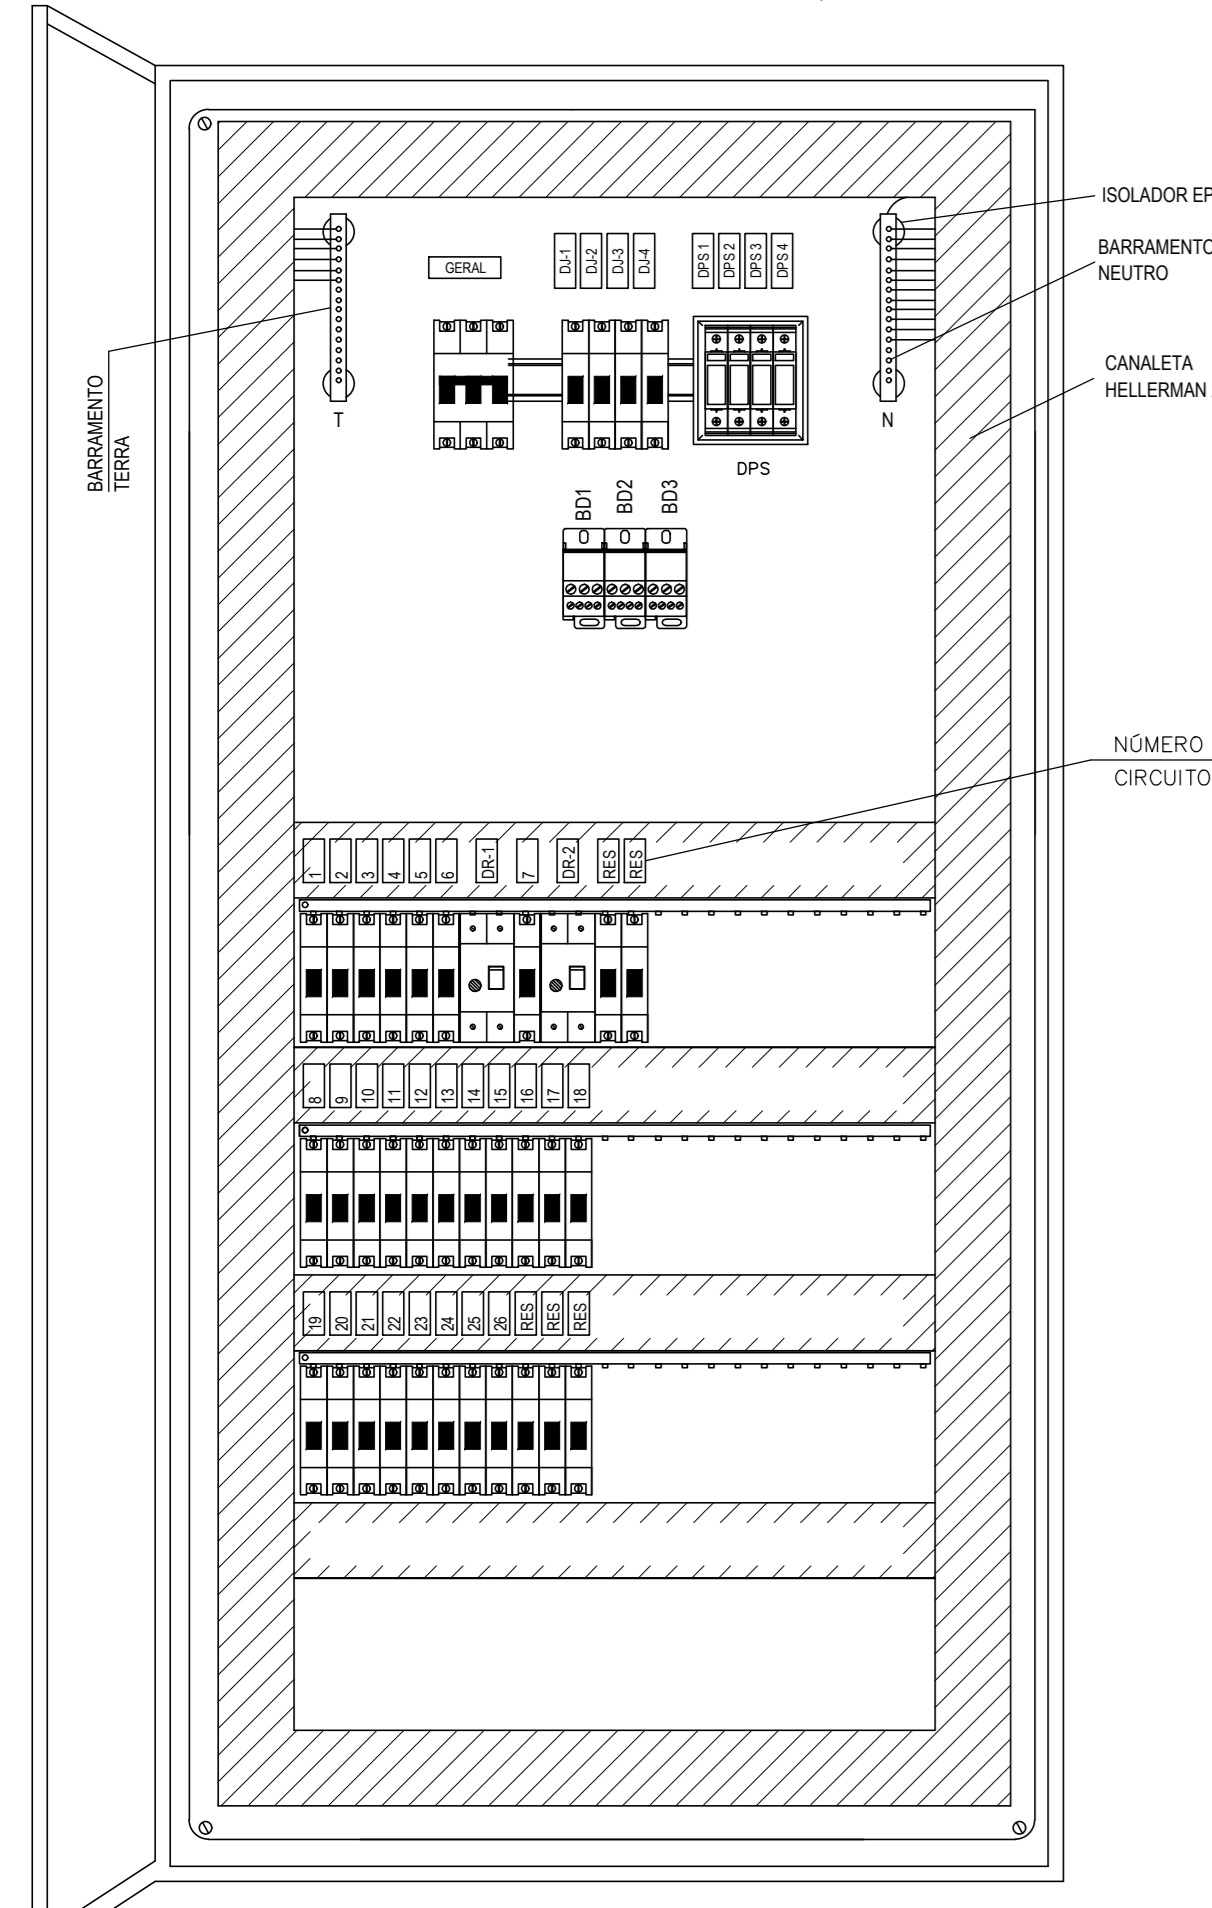 ISOLADOR EP
BARRAMENTO
NEUTRO
CANALETA
HELLERMAN
BARRAMENTO
TERRA
T
GERAL
DJ-1
DJ-2
DJ-3
DJ-4
DPS 1
DPS 2
DPS 3
DPS 4
DPS
N
BD1
BD2
BD3
NÚMERO
CIRCUITO
1
2
3
4
5
6
DR-1
7
DR-2
RES
RES
8
9
10
11
12
13
14
15
16
17
18
19
20
21
22
23
24
25
26
RES
RES
RES